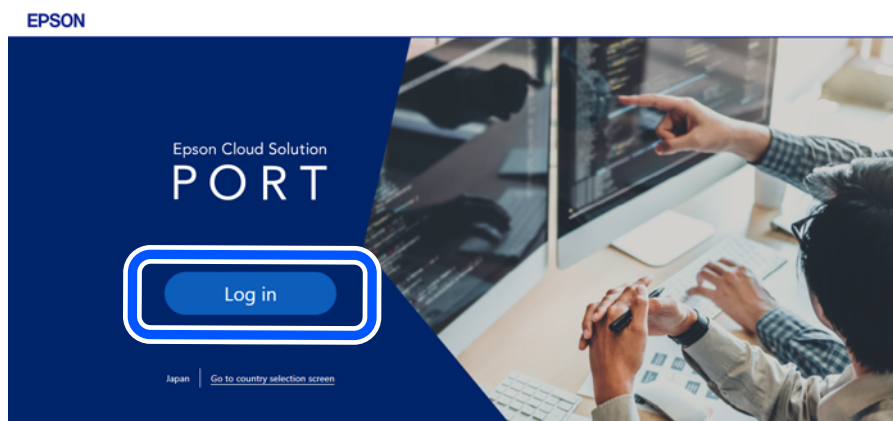 EPSON
Epson Cloud Solution
PORT
Log in
Japan
Go to country selection screen